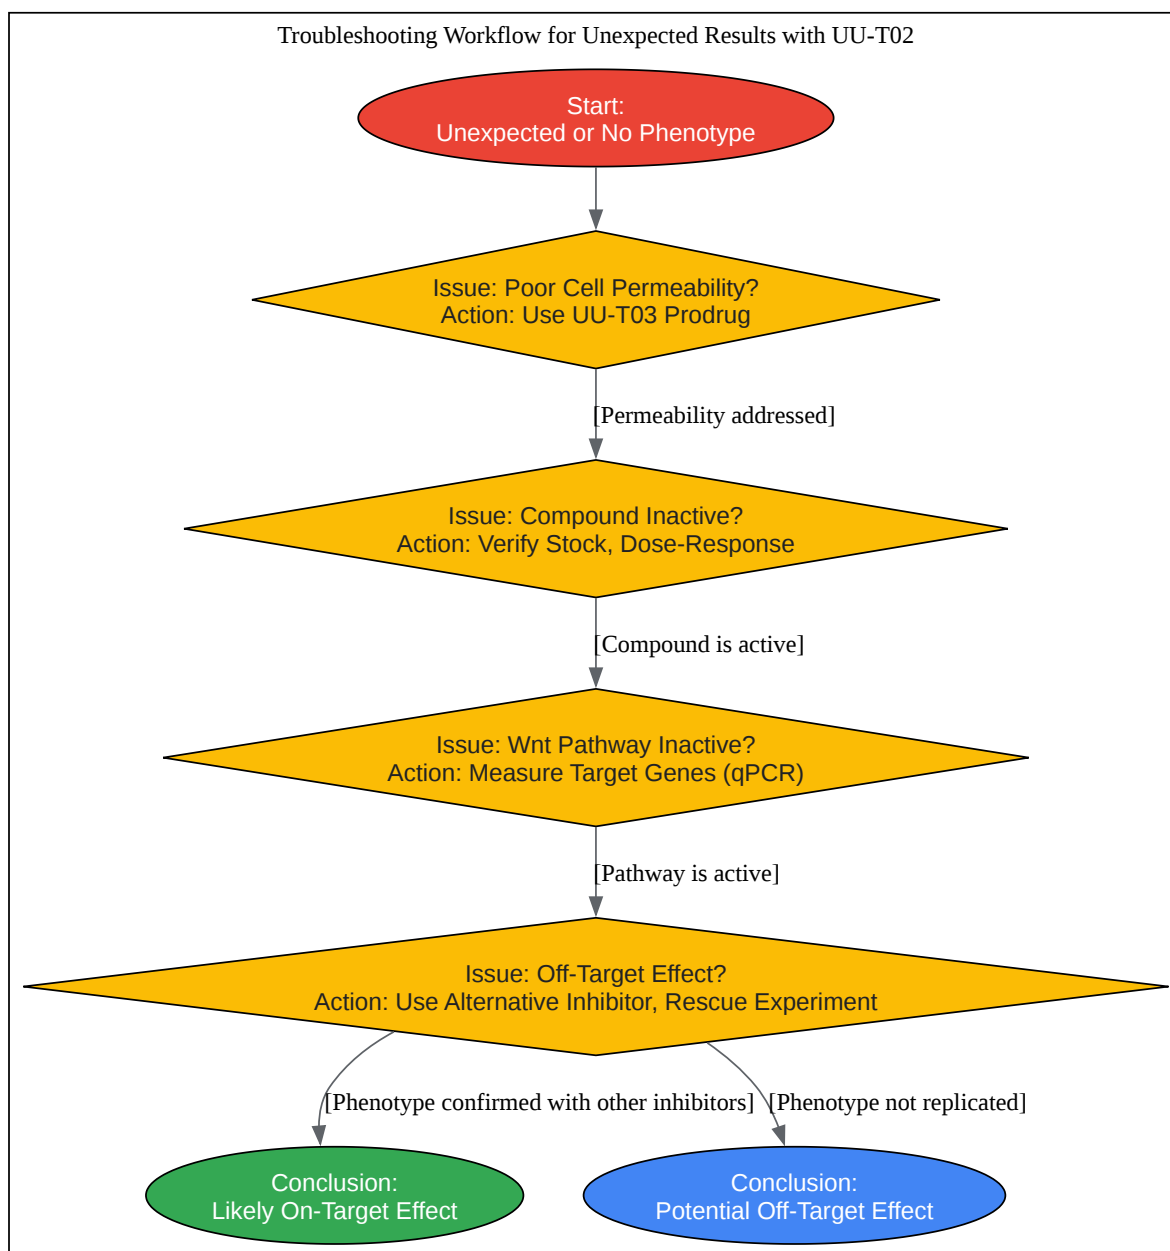 Troubleshooting Workflow for Unexpected Results with UU-T02
Start:
Unexpected or No Phenotype
Issue: Poor Cell Permeability?
Action: Use UU-T03 Prodrug
[Permeability addressed]
Issue: Compound Inactive?
Action: Verify Stock, Dose-Response
[Compound is active]
Issue: Wnt Pathway Inactive?
Action: Measure Target Genes (qPCR)
[Pathway is active]
Issue: Off-Target Effect?
Action: Use Alternative Inhibitor, Rescue Experiment
[Phenotype confirmed with other inhibitors]
[Phenotype not replicated]
Conclusion:
Likely On-Target Effect
Conclusion:
Potential Off-Target Effect